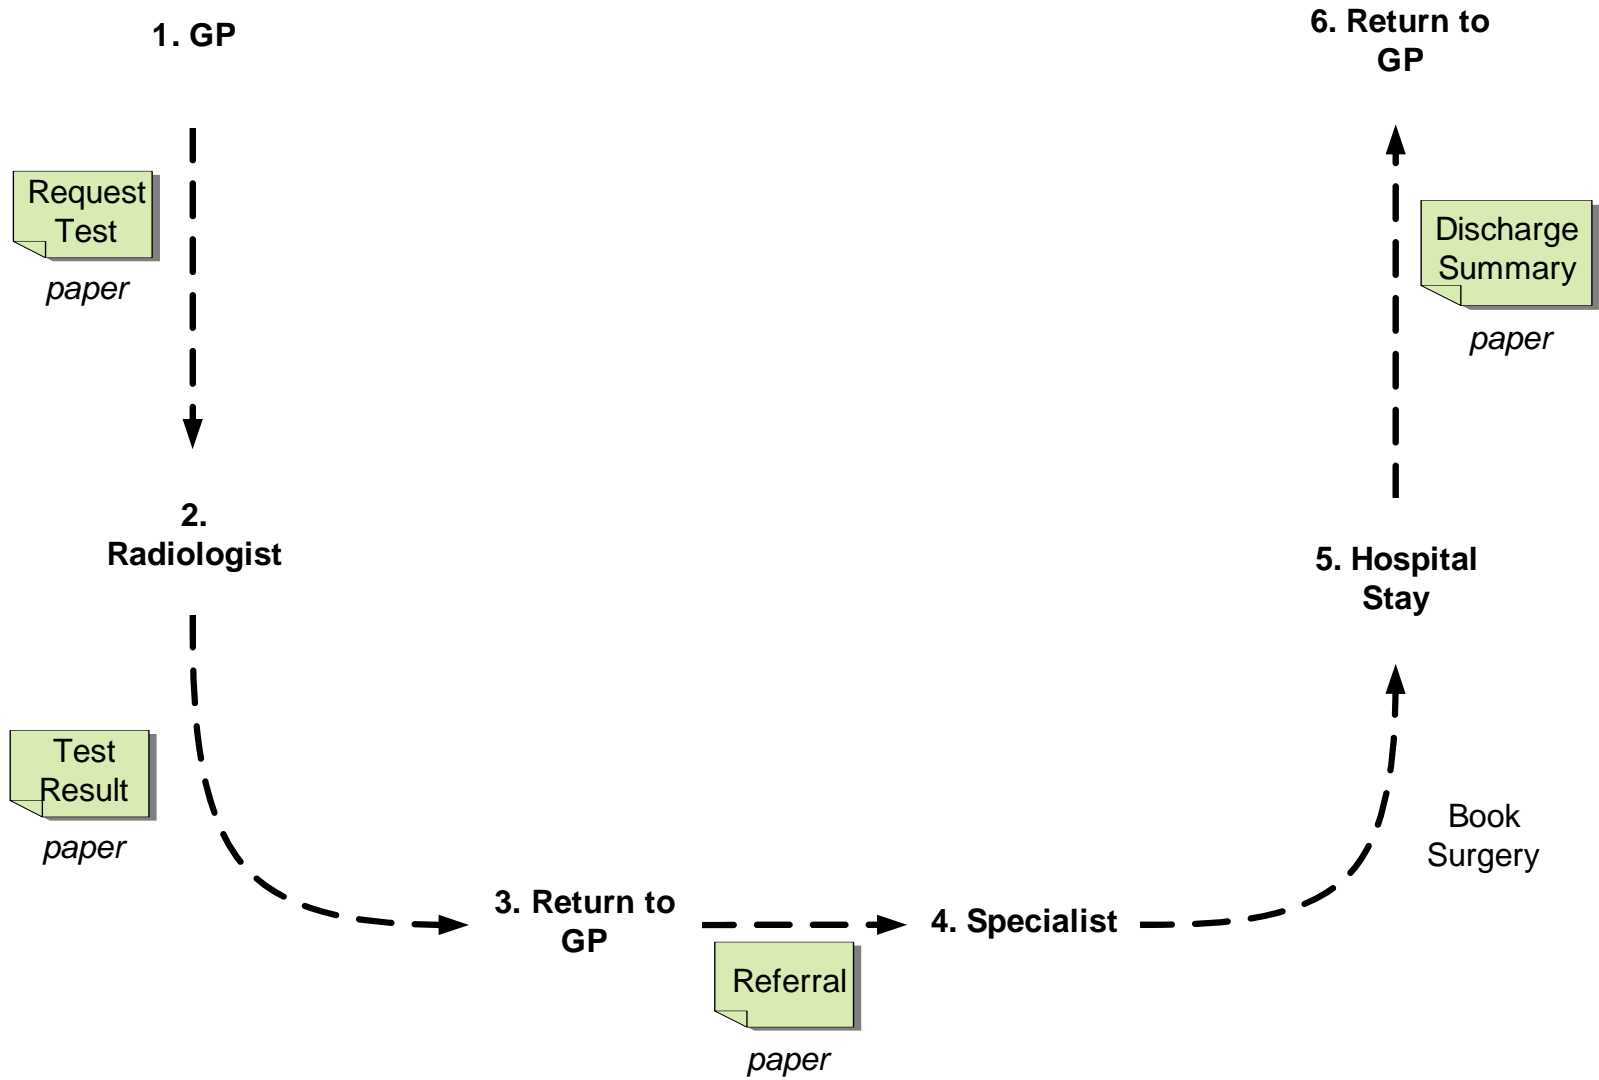 1. GP
Request
Test
paper
2.
Radiologist
Test
Result
paper
3. Return to
GP
Referral
paper
4. Specialist
Book
Surgery
5. Hospital
Stay
Discharge
Summary
paper
6. Return to
GP